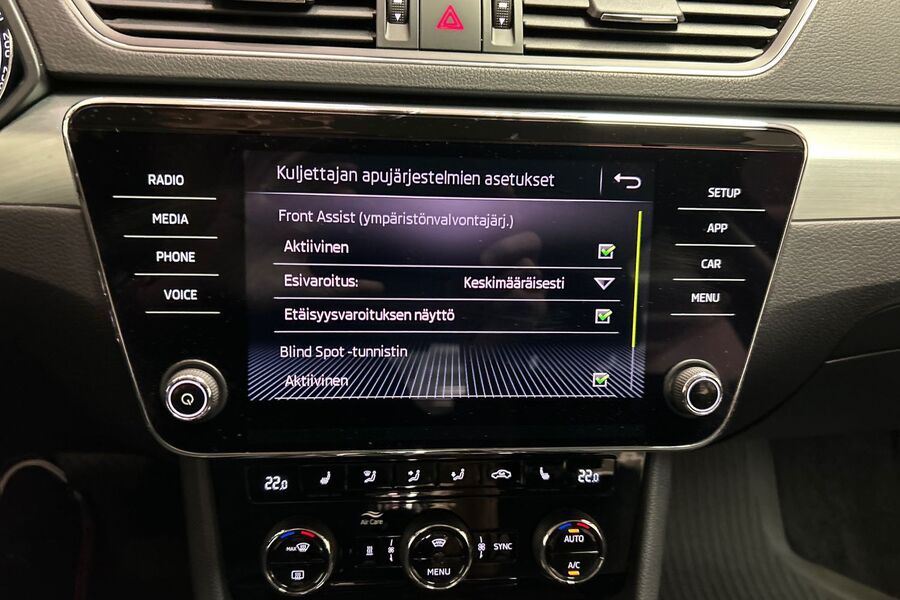 RADIO
MEDIA
PHONE
VOICE
Kuljettajan apujärjestelmien asetukset
Front Assist (ympäristönvalvontajärj.)
Aktiivinen
Esivaroitus: Keskimääräisesti
Etäisyysvaroituksen näyttö
Blind Spot -tunnistin
Aktiivinen
SETUP
APP
CAR
MENU
22.0
22.0
Air Care
MAX
MENU
SYNC
AUTO
A/C